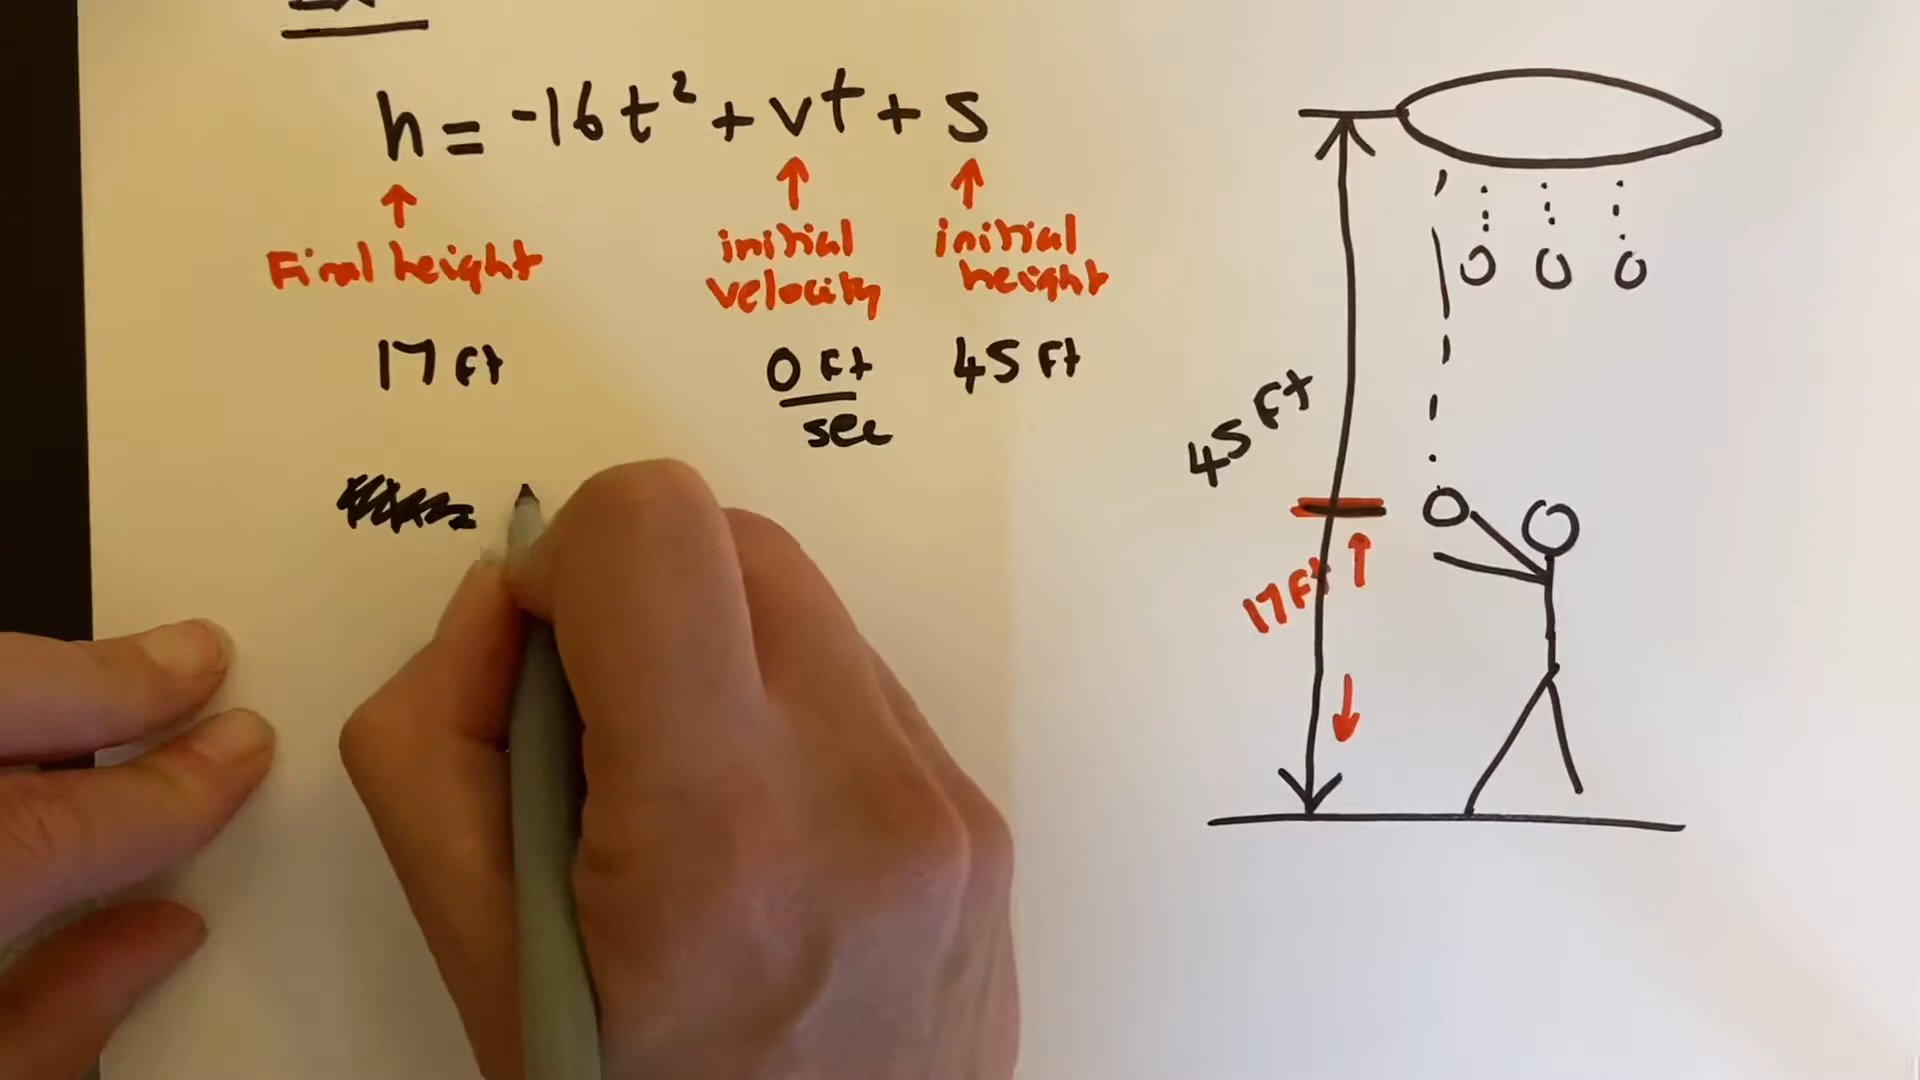 h = -16t² + vt + s
Final height
initial
velocity
initial
height
17 Ft
0 Ft
sec
45 Ft
45 Ft
17 Ft